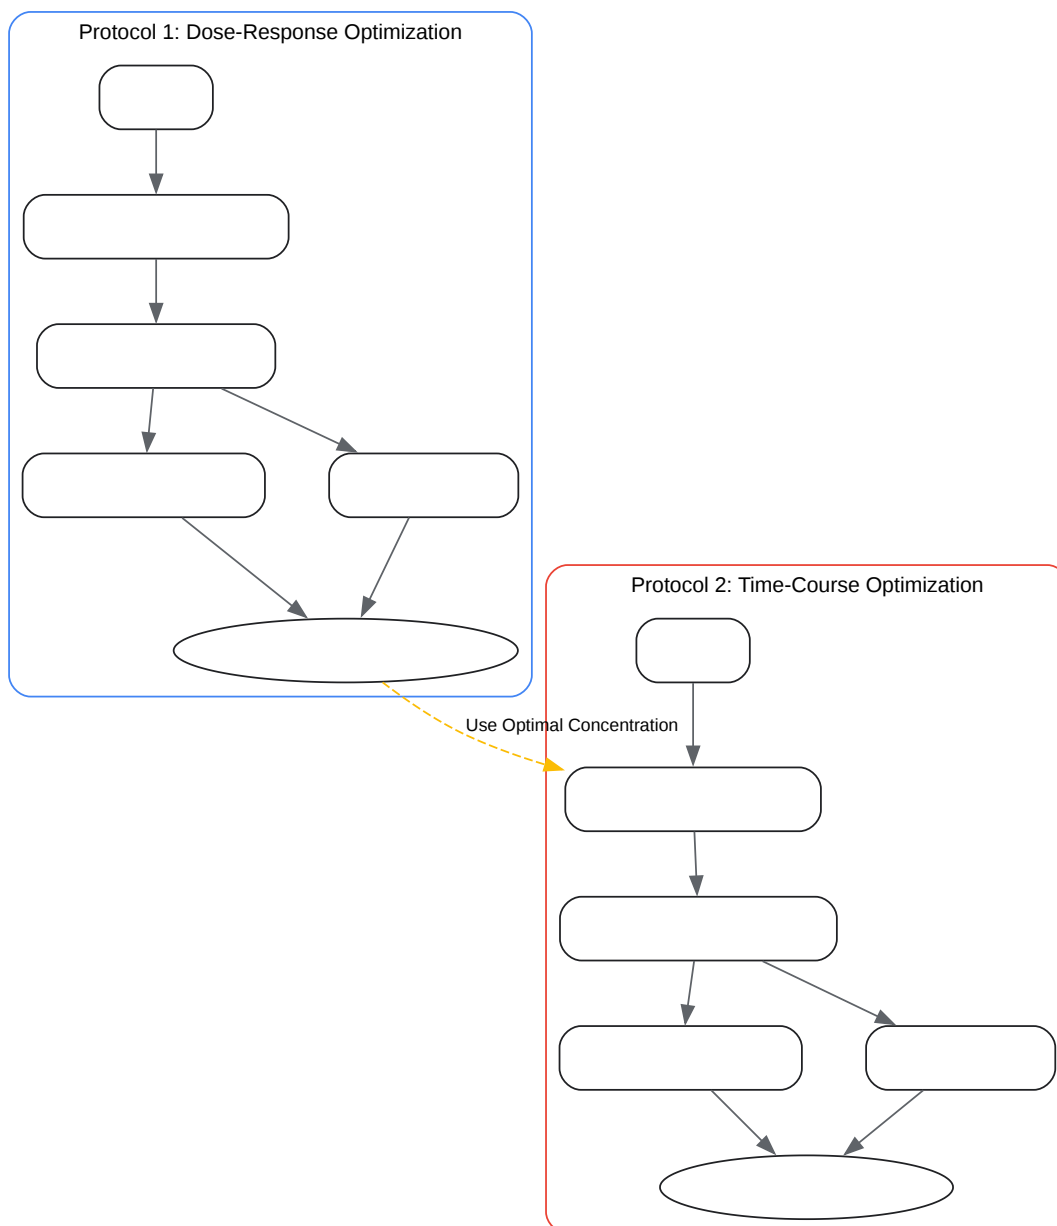 Protocol 1: Dose-Response Optimization
Protocol 2: Time-Course Optimization
Use Optimal Concentration